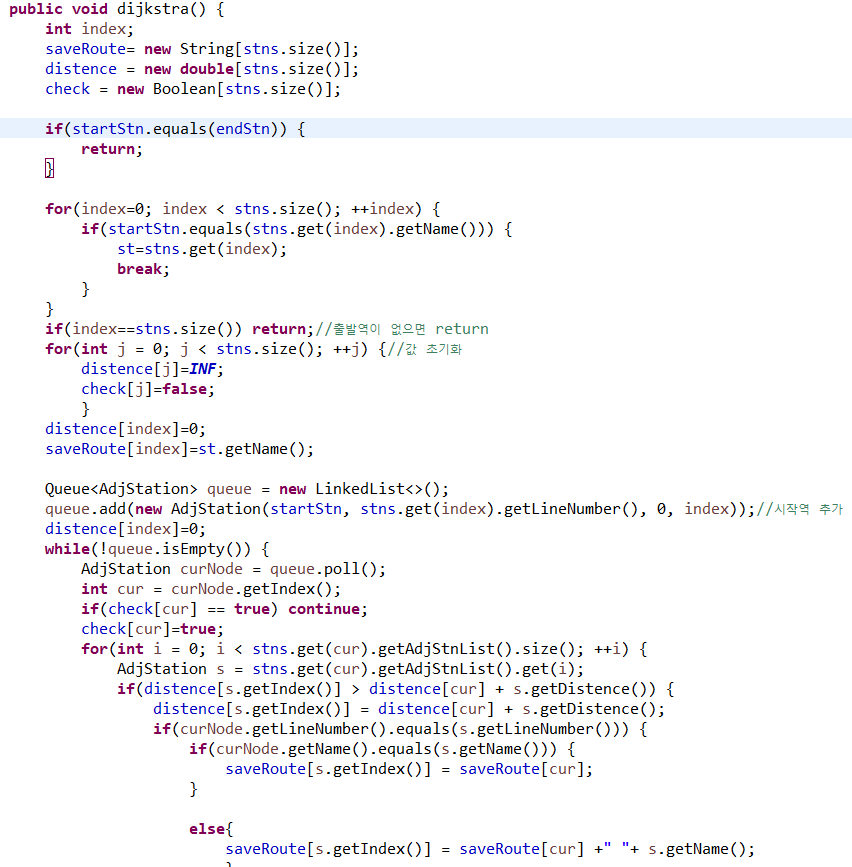 public void dijkstra() {
int index;
saveRoute= new String[stns.size()];
distence = new double[stns.size()];
check = new Boolean[stns.size()];
if(startStn.equals(endStn)) {
return;
}
for(index=0; index < stns.size(); ++index) {
if(startStn.equals(stns.get(index).getName())) {
st=stns.get(index);
break;
}
}
if(index==stns.size()) return;//출발역이 없으면 return
for(int j = 0; j < stns.size(); ++j) {//값 초기화
distence[j]=INF;
check[j]=false;
}
distence[index]=0;
saveRoute[index]=st.getName();
Queue<AdjStation> queue = new LinkedList<>();
queue.add(new AdjStation(startStn, stns.get(index).getLineNumber(), 0, index));//시작역 추가
distence[index]=0;
while(!queue.isEmpty()) {
AdjStation curNode = queue.poll();
int cur = curNode.getIndex();
if(check[cur] == true) continue;
check[cur]=true;
for(int i = 0; i < stns.get(cur).getAdjStnList().size(); ++i) {
AdjStation s = stns.get(cur).getAdjStnList().get(i);
if(distence[s.getIndex()] > distence[cur] + s.getDistence()) {
distence[s.getIndex()] = distence[cur] + s.getDistence();
if(curNode.getLineNumber().equals(s.getLineNumber())) {
if(curNode.getName().equals(s.getName())) {
saveRoute[s.getIndex()] = saveRoute[cur];
}
else{
saveRoute[s.getIndex()] = saveRoute[cur] +" "+ s.getName();
}